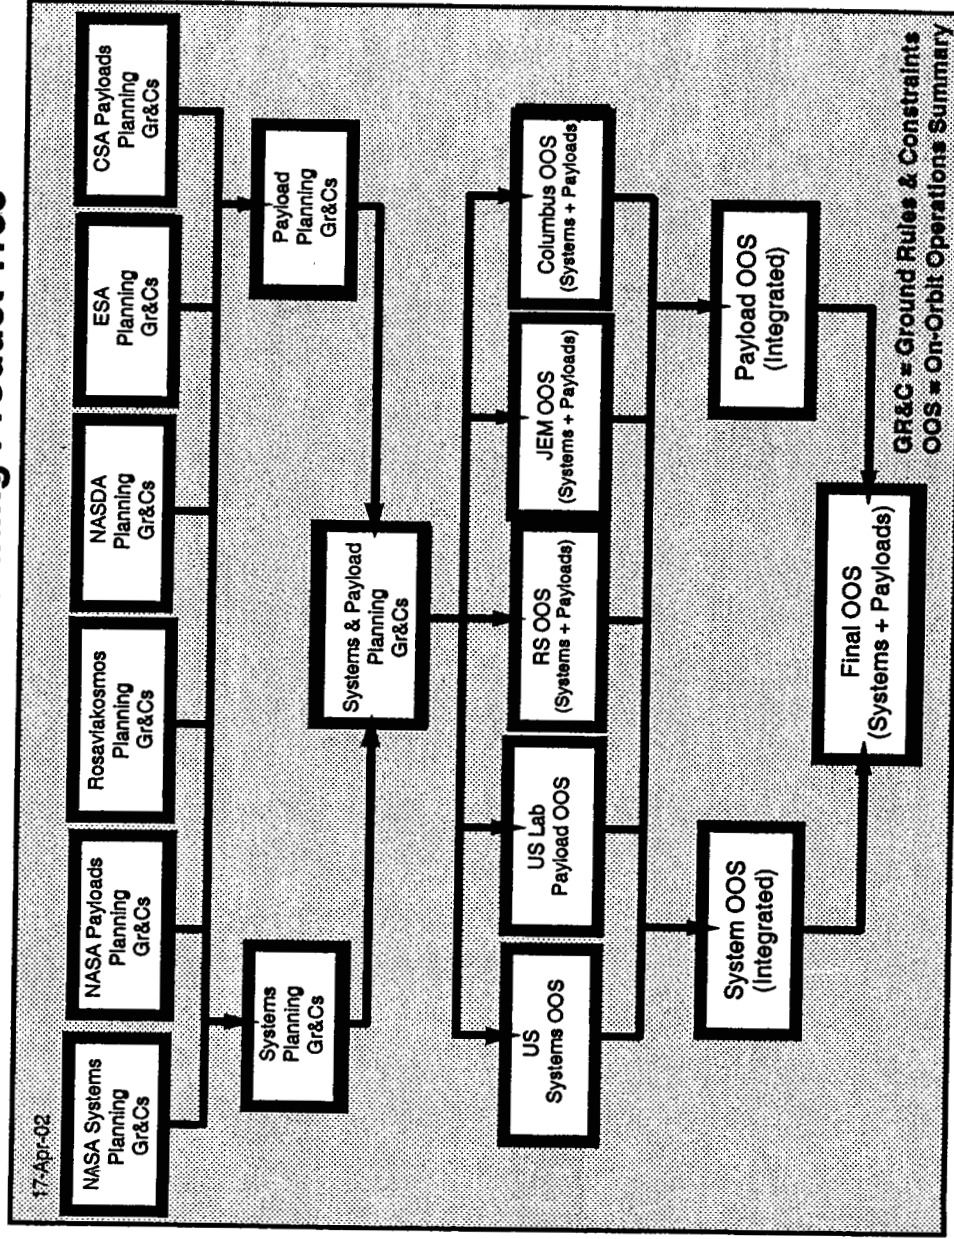 17-Apr-02
NASA Systems
Planning
Gr&Cs
NASA Payloads
Planning
Gr&Cs
Rosaviakosmos
Planning
Gr&Cs
NASDA
Planning
Gr&Cs
ESA
Planning
Gr&Cs
CSA Payloads
Planning
Gr&Cs
Systems
Planning
Gr&Cs
Payload
Planning
Gr&Cs
Systems & Payload
Planning
Gr&Cs
US
Systems OOS
US Lab
Payload OOS
RS OOS
(Systems + Payloads)
JEM OOS
(Systems + Payloads)
Columbus OOS
(Systems + Payloads)
System OOS
(Integrated)
Payload OOS
(Integrated)
Final OOS
(Systems + Payloads)
GR&C = Ground Rules & Constraints
OOS = On-Orbit Operations Summary